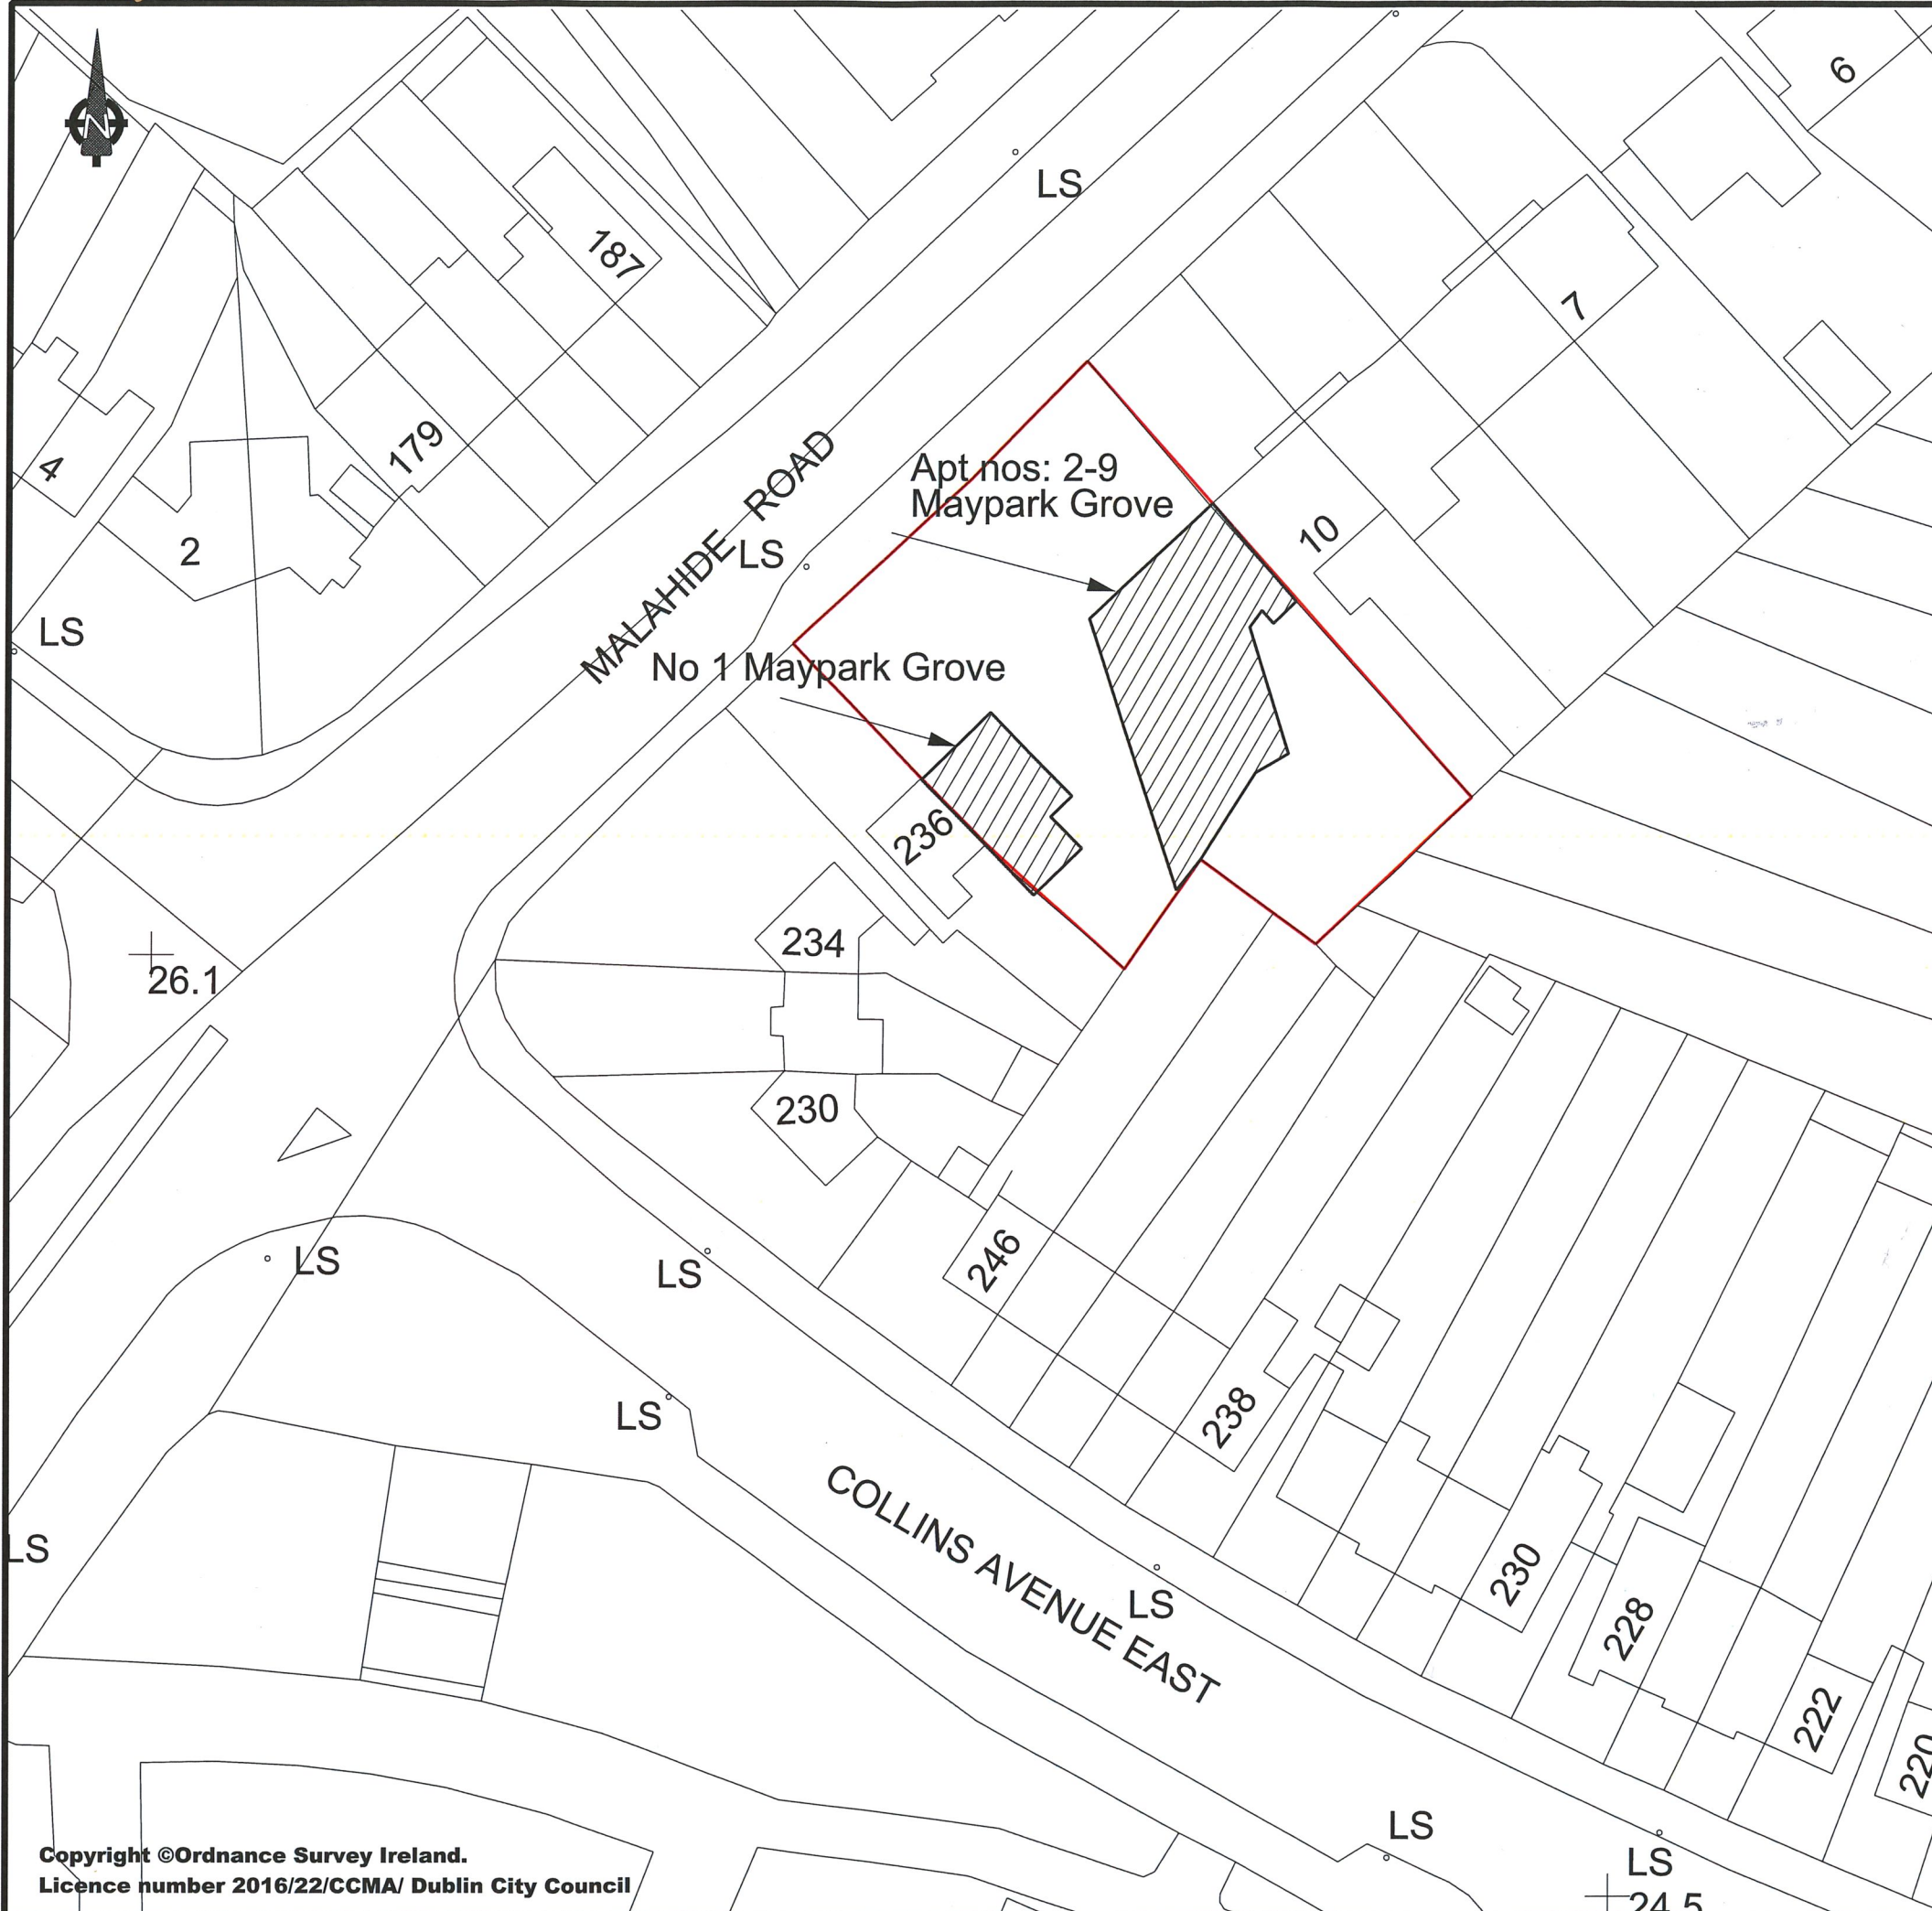 N
6
LS
187
7
179
4
MALAHIDE ROAD
Apt nos: 2-9
Maypark Grove
10
2
LS
LS
No 1 Maypark Grove
236
234
26.1
230
246
LS
LS
238
LS
COLLINS AVENUE EAST
LS
LS
230
228
222
220
LS
LS
24.5
Copyright ©Ordnance Survey Ireland.
Licence number 2016/22/CCMA/ Dublin City Council